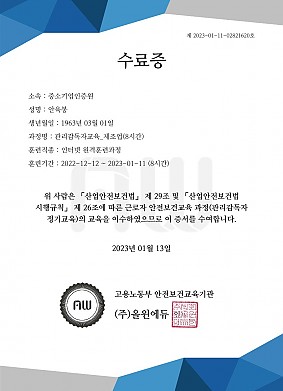 제 2023-01-11-02821620호
수료증
소속 : 중소기업인증원
성명 : 안옥봉
생년월일 : 1963년 03월 01일
과정명 : 관리감독자교육_제조업(8시간)
훈련직종 : 인터넷 원격훈련과정
훈련기간 : 2022-12-12 ~ 2023-01-11 (8시간)
위 사람은 「산업안전보건법」 제 29조 및 「산업안전보건법
시행규칙」 제 26조에 따른 근로자 안전보건교육 과정(관리감독자
정기교육)의 교육을 이수하였으므로 이 증서를 수여합니다.
2023년 01월 13일
고용노동부 안전보건교육기관
(주)올윈에듀
AW